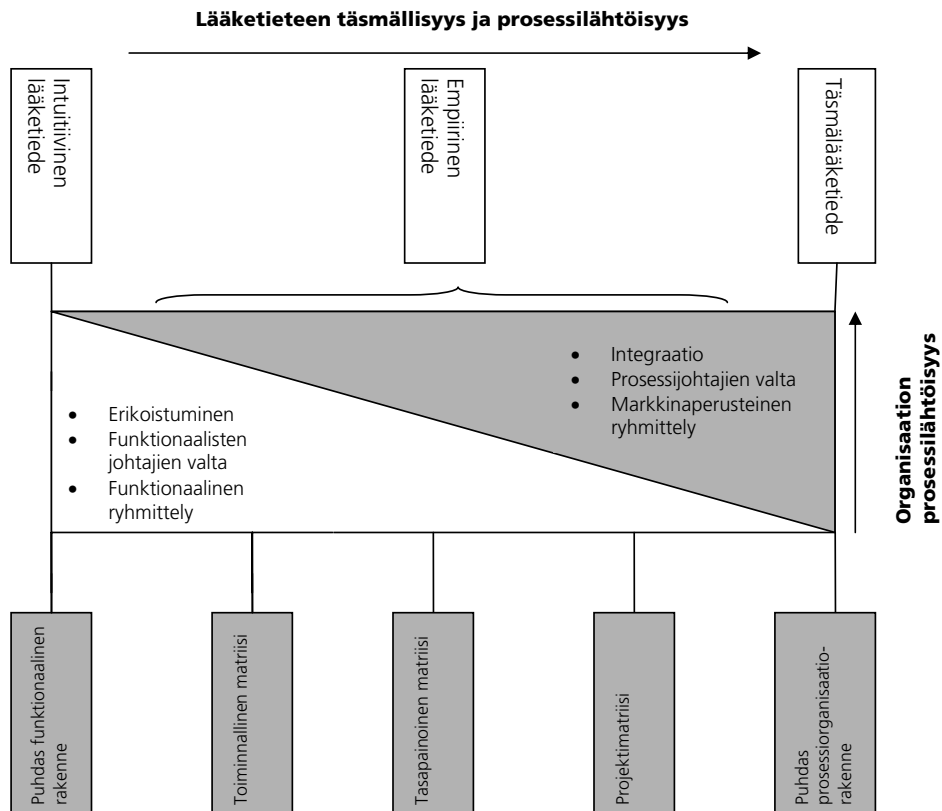 Lääketieteen täsmällisyys ja prosessilähtöisyys
Intuitiivinen
lääketiede
Empiirinen
lääketiede
Täsmälääketiede
• Integraatio
• Prosessijohtajien valta
• Markkinaperusteinen
ryhmittely
Organisaation
prosessilähtöisyys
• Erikoistuminen
• Funktionaalisten
johtajien valta
• Funktionaalinen
ryhmittely
Puhdas funktionaalinen
rakenne
Toiminnallinen matriisi
Tasapainoinen matriisi
Projektimatriisi
Puhdas
prosessiorganisaatio-
rakenne